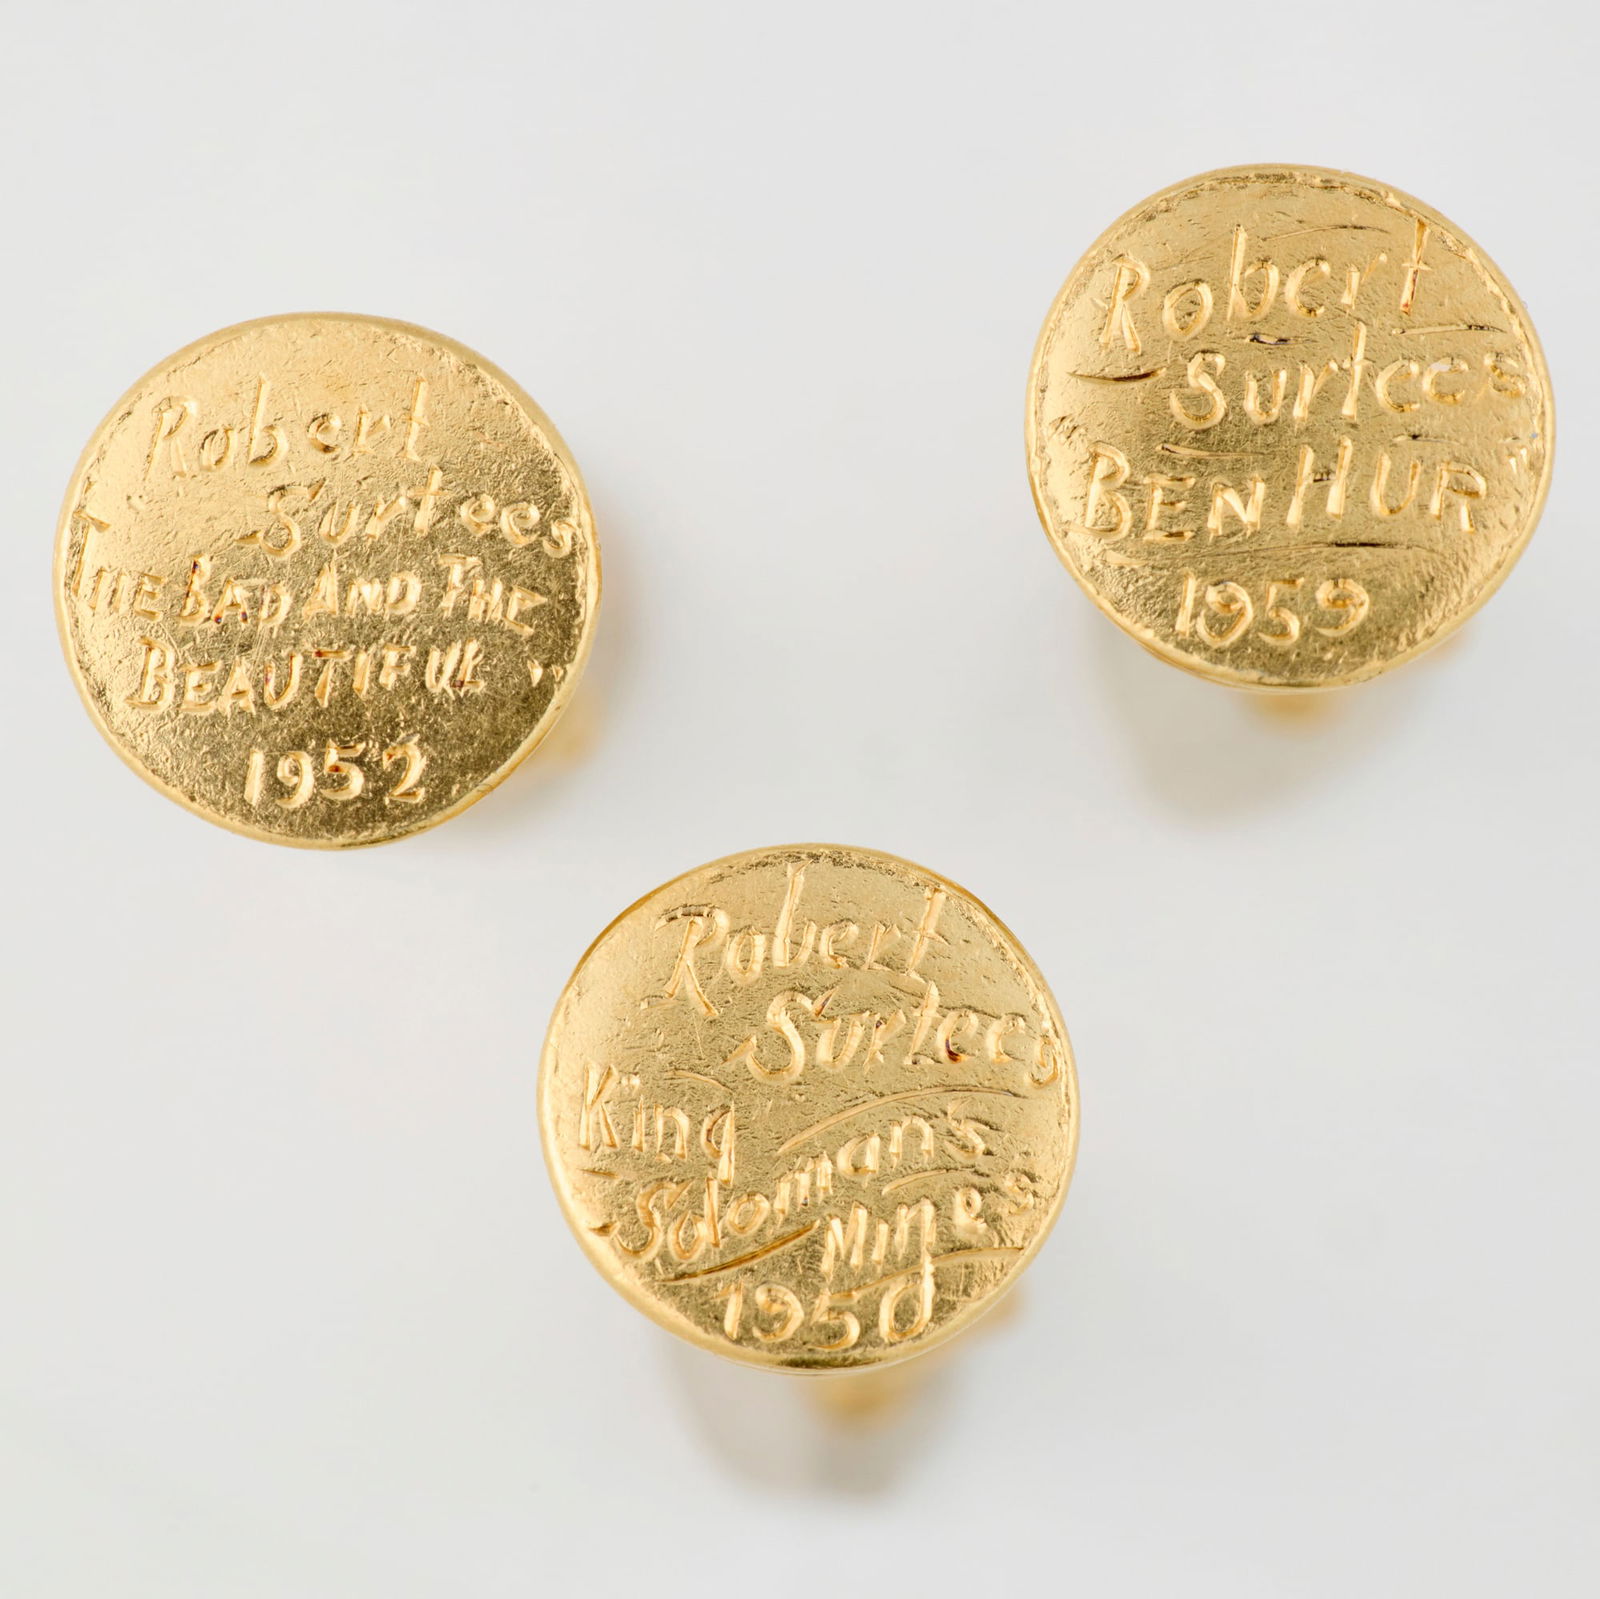 Robert
Surtees
"THE BAD AND THE
BEAUTIFUL"
1952
Robert
Surtees
"BEN HUR"
1959
Robert
Surtees
King
Soloman's
Mines
1950